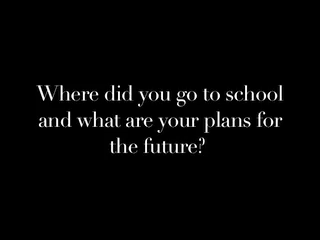 Where did you go to school
and what are your plans for
the future?